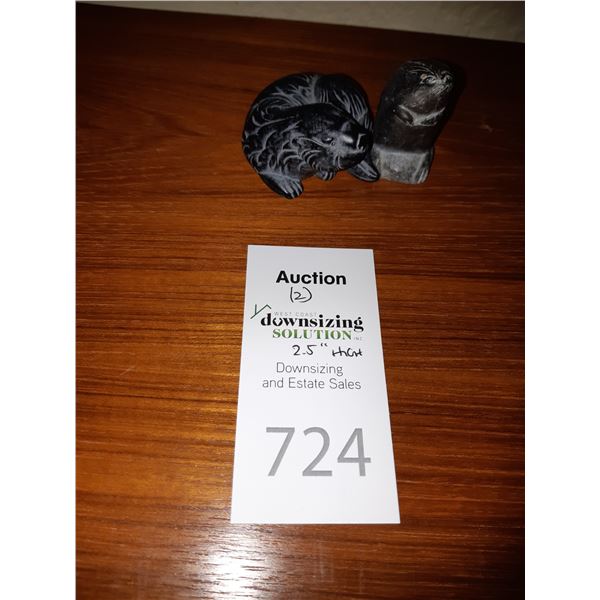 Auction
(2)
WEST COAST
downsizing
SOLUTION INC
2.5" HIGH
Downsizing
and Estate Sales
724